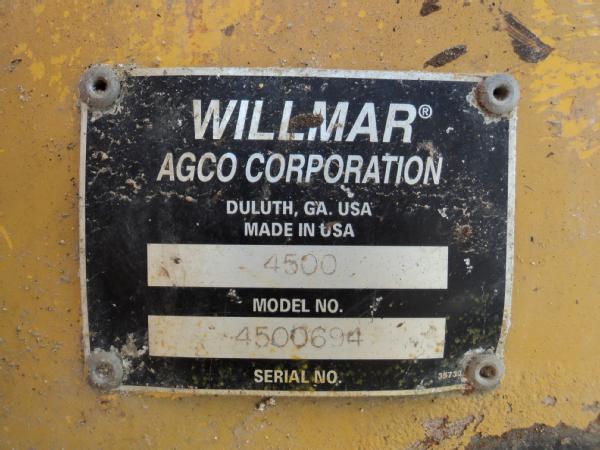 WILLMAR®
AGCO CORPORATION
DULUTH, GA. USA
MADE IN USA
4500
MODEL NO.
4500694
SERIAL NO.